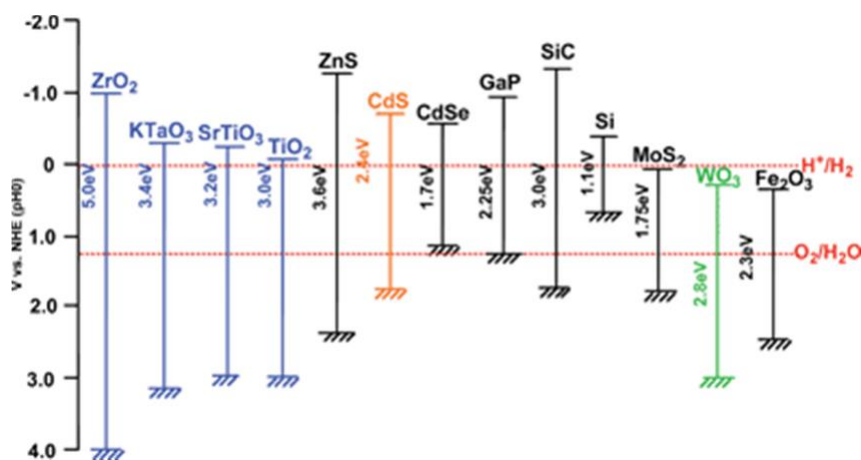 V vs. NHE (pH0)
-2.0
-1.0
0
1.0
2.0
3.0
4.0
ZrO2
5.0eV
KTaO3
3.4eV
SrTiO3
3.2eV
TiO2
3.0eV
ZnS
3.6eV
CdS
2.4eV
CdSe
1.7eV
GaP
2.25eV
SiC
3.0eV
Si
1.1eV
MoS2
1.75eV
WO3
2.8eV
Fe2O3
2.3eV
H+/H2
O2/H2O